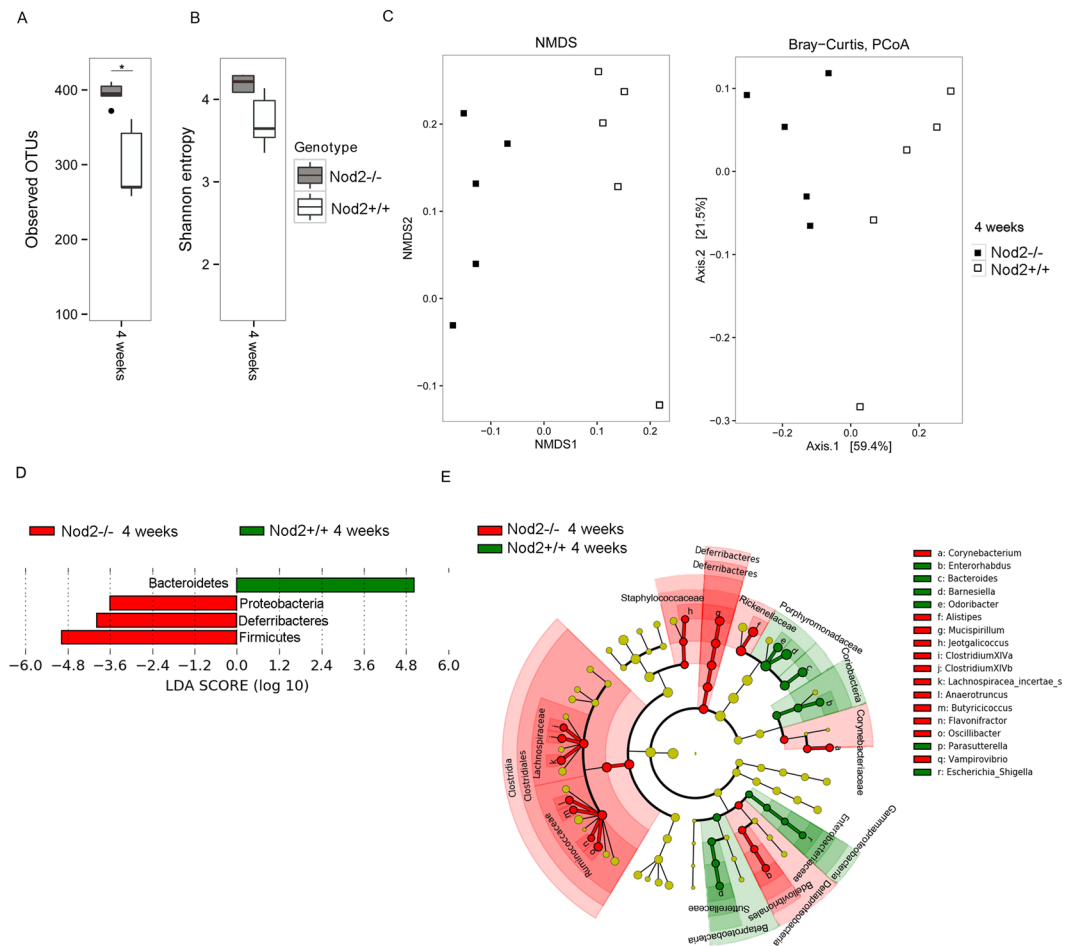 A
B
C
Observed OTUs
400
300
200
100
*
4 weeks
Shannon entropy
4
3
2
4 weeks
Genotype
Nod2-/-
Nod2+/+
NMDS
NMDS2
0.2
0.1
0.0
−0.1
−0.1
0.0
0.1
0.2
NMDS1
Bray−Curtis, PCoA
Axis.2 [21.5%]
0.1
0.0
−0.1
−0.1
−0.2
−0.3
−0.2
0.0
0.2
Axis.1 [59.4%]
4 weeks
Nod2-/-
Nod2+/+
D
Nod2-/- 4 weeks
Nod2+/+ 4 weeks
Bacteroidetes
Proteobacteria
Deferribacteres
Firmicutes
−6.0 −4.8 −3.6 −2.4 −1.2 0.0 1.2 2.4 3.6 4.8 6.0
LDA SCORE (log 10)
E
Nod2-/- 4 weeks
Nod2+/+ 4 weeks
Deferribacteres
Deferribacteres
Staphylococcaceae
Rickenellaceae
Porphyromonadaceae
Coriobacteria
Corynebacteriaceae
Gammaproteobacteria
Enterobacteriaceae
Deltaproteobacteria
Bdellovibrionales
Betaproteobacteria
Sutterellaceae
Ruminococcaceae
Clostridia
Clostridiales
Lachnospiraceae
h
g
f
e
d
c
b
a
r
q
p
o
n
m
l
k
j
i
a: Corynebacterium
b: Enterorhabdus
c: Bacteroides
d: Barnesiella
e: Odoribacter
f: Alistipes
g: Mucispirillum
h: Jeotgalicoccus
i: ClostridiumXIVa
j: ClostridiumXIVb
k: Lachnospiracea_incertae_s
l: Anaerotruncus
m: Butyricicoccus
n: Flavonifractor
o: Oscillibacter
p: Parasutterella
q: Vampirovibrio
r: Escherichia_Shigella